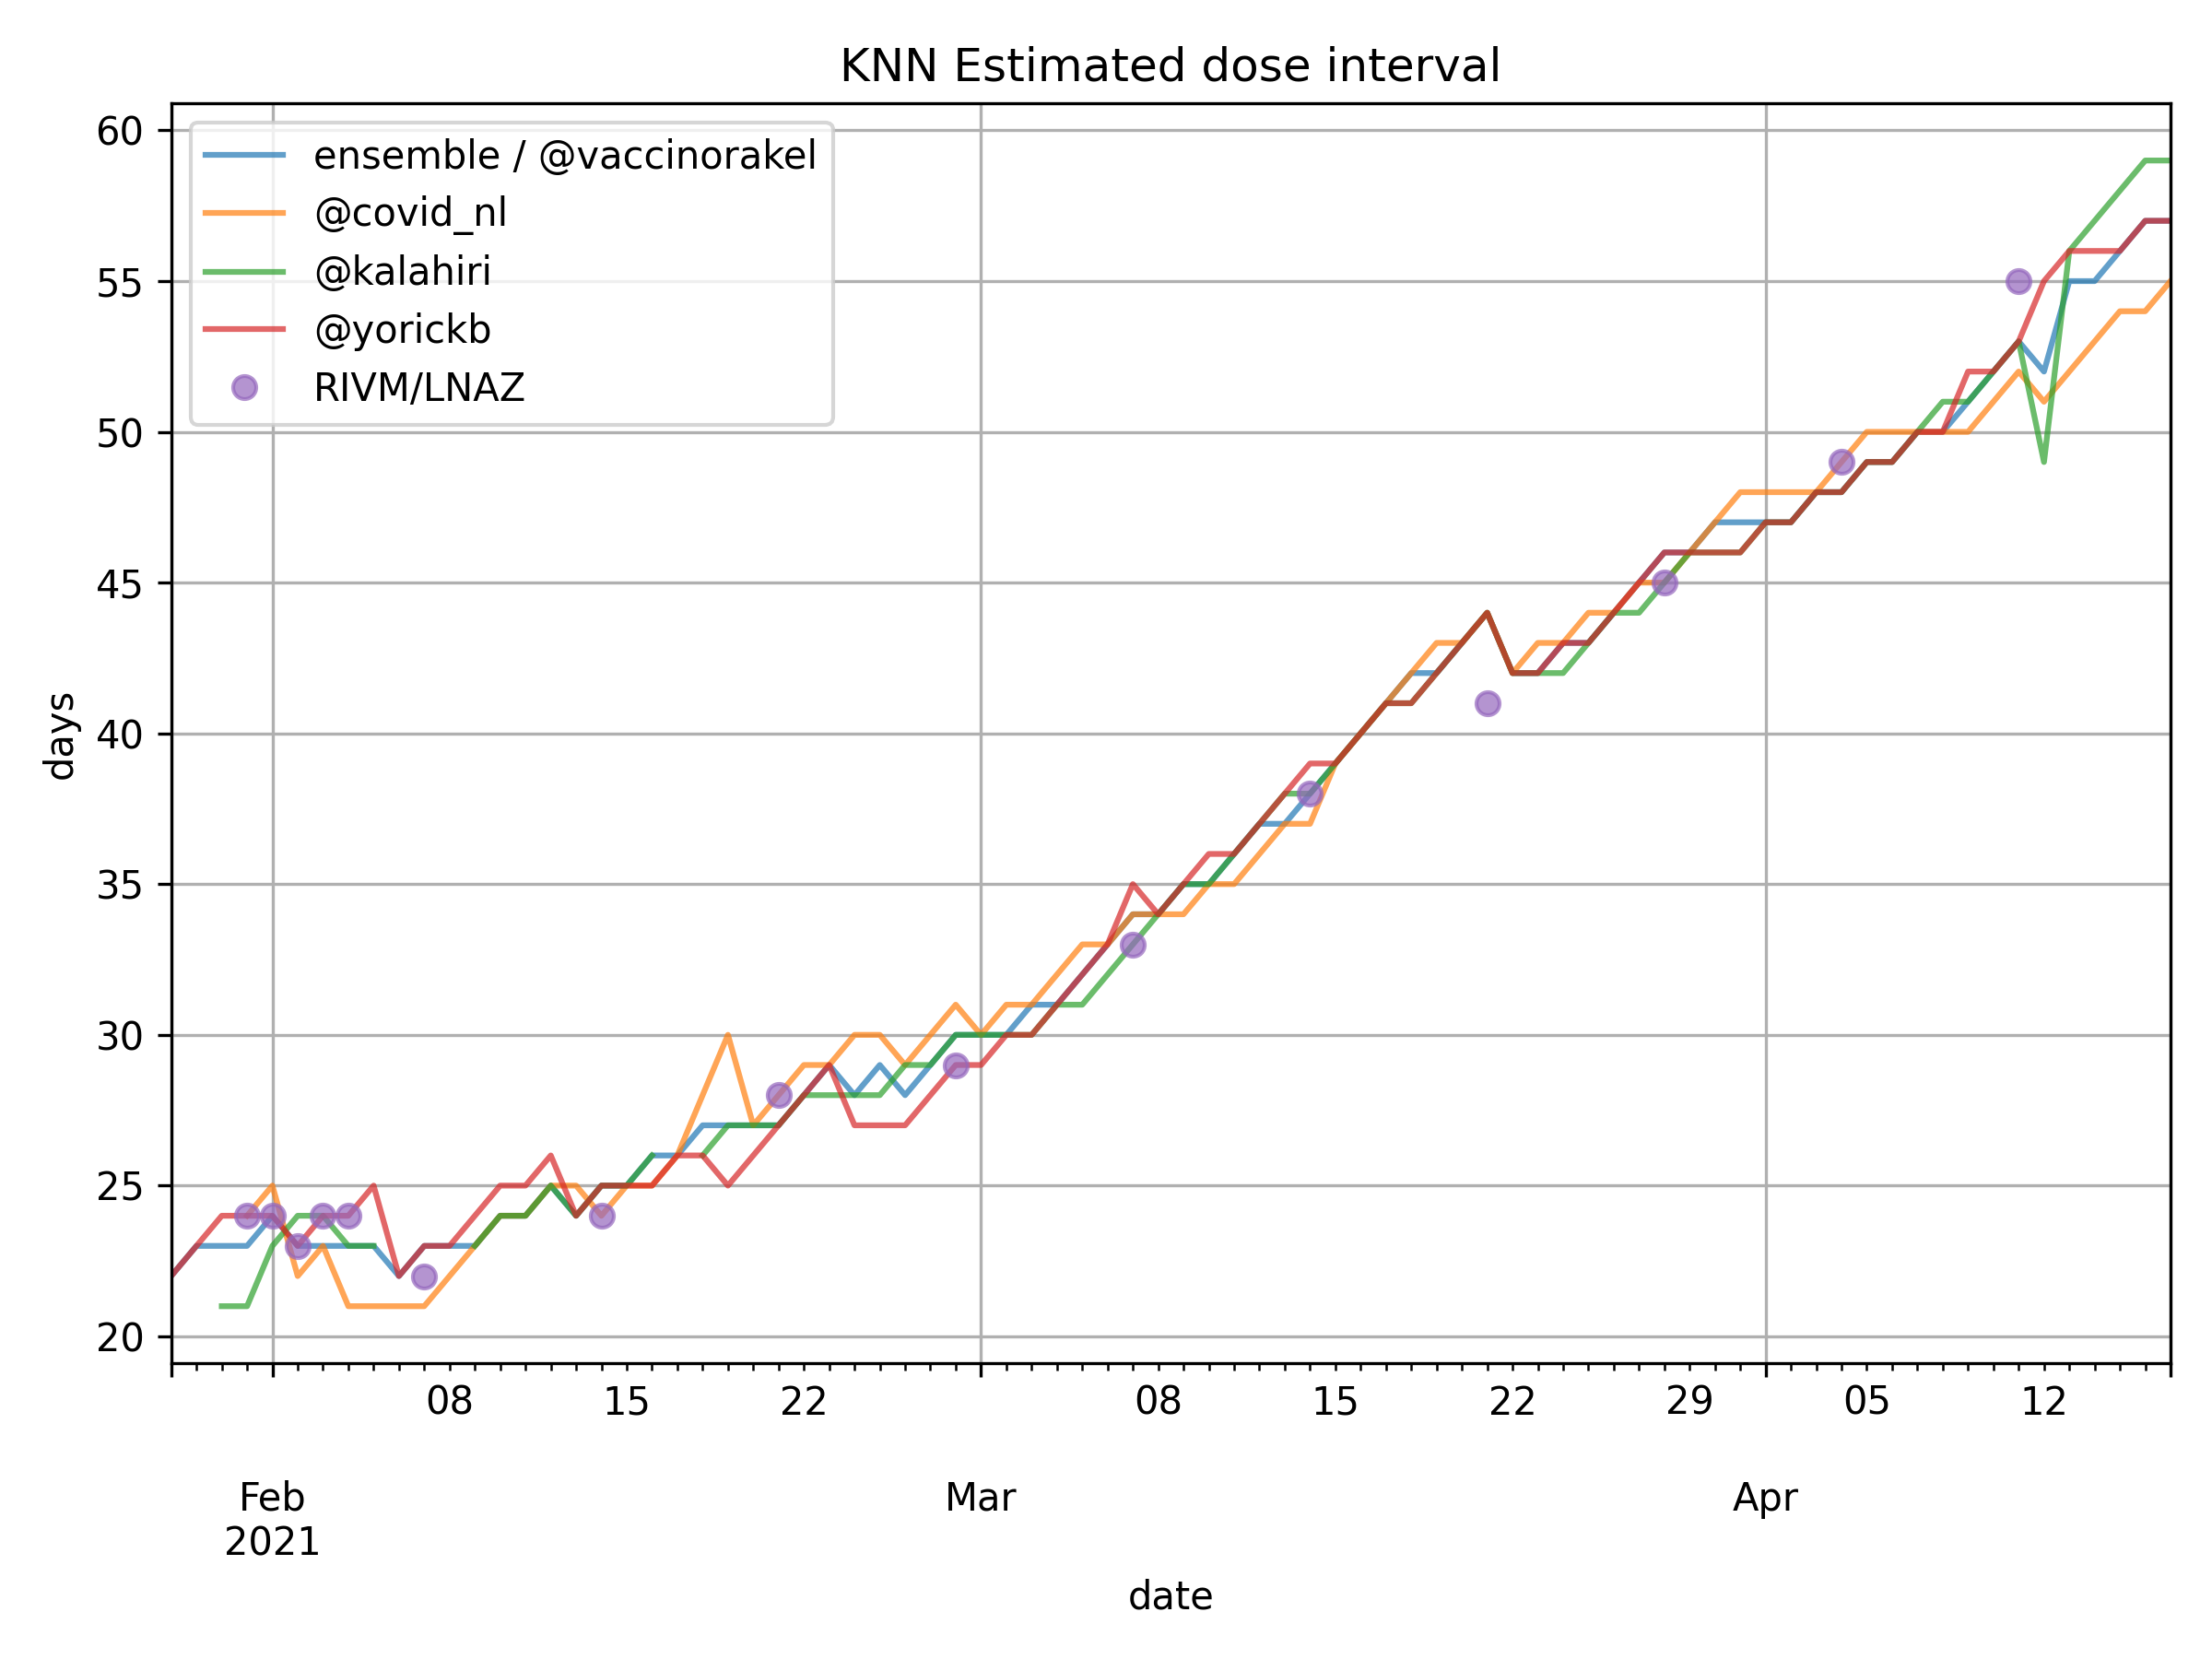 KNN Estimated dose interval
ensemble / @vaccinorakel
@covid_nl
@kalahiri
@yorickb
RIVM/LNAZ
60
55
50
45
40
35
30
25
20
days
08 15 22 08 15 22 29 05 12
Feb Mar Apr
2021
date